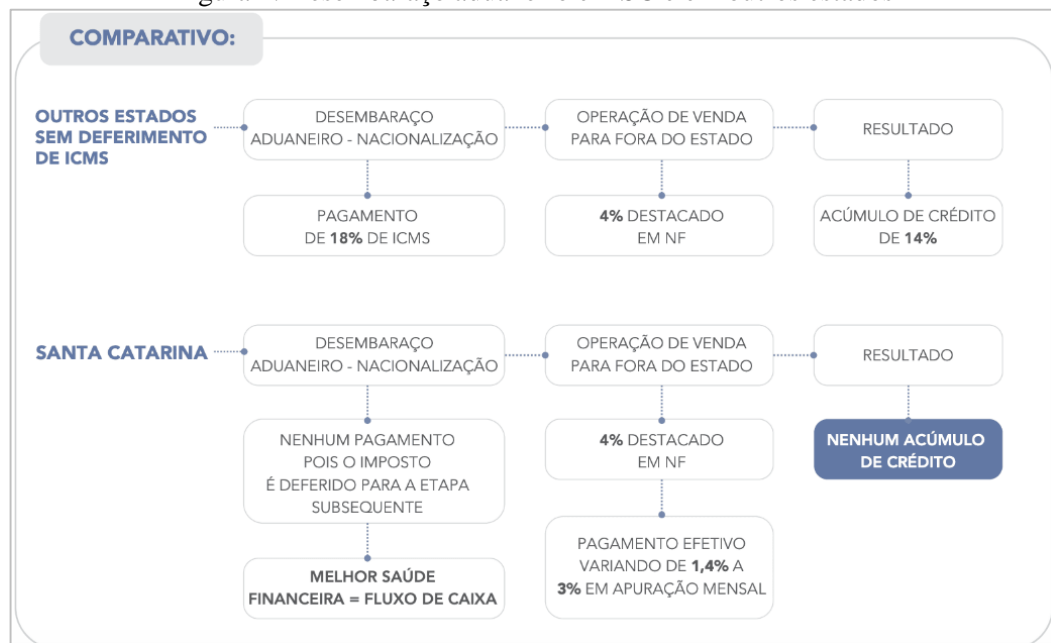 COMPARATIVO:
OUTROS ESTADOS
SEM DEFERIMENTO
DE ICMS
DESEMBARAÇO
ADUANEIRO - NACIONALIZAÇÃO
OPERAÇÃO DE VENDA
PARA FORA DO ESTADO
RESULTADO
PAGAMENTO
DE 18% DE ICMS
4% DESTACADO
EM NF
ACÚMULO DE CRÉDITO
DE 14%
SANTA CATARINA
DESEMBARAÇO
ADUANEIRO - NACIONALIZAÇÃO
OPERAÇÃO DE VENDA
PARA FORA DO ESTADO
RESULTADO
NENHUM PAGAMENTO
POIS O IMPOSTO
É DEFERIDO PARA A ETAPA
SUBSEQUENTE
4% DESTACADO
EM NF
NENHUM ACÚMULO
DE CRÉDITO
MELHOR SAÚDE
FINANCEIRA = FLUXO DE CAIXA
PAGAMENTO EFETIVO
VARIANDO DE 1,4% A
3% EM APURAÇÃO MENSAL